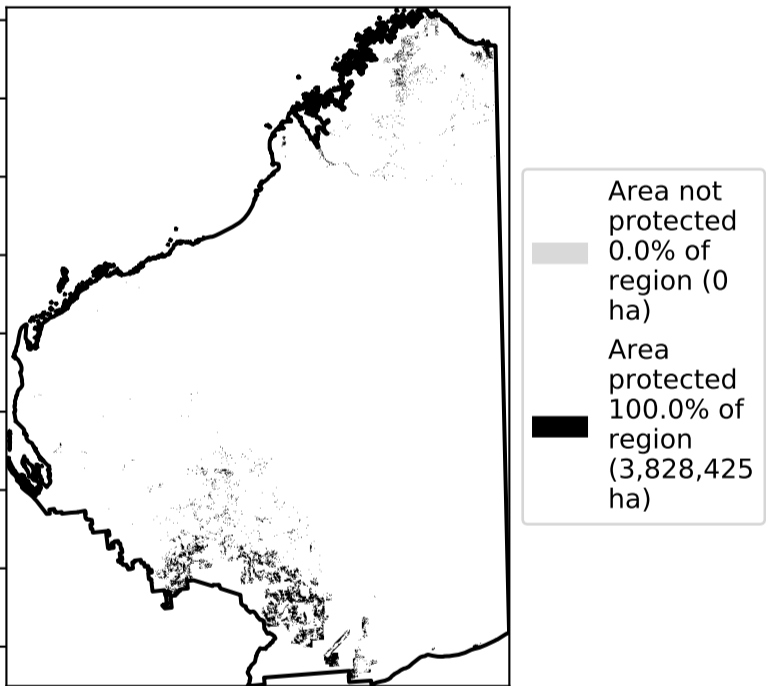 Area not
protected
0.0% of
region (0
ha)
Area
protected
100.0% of
region
(3,828,425
ha)